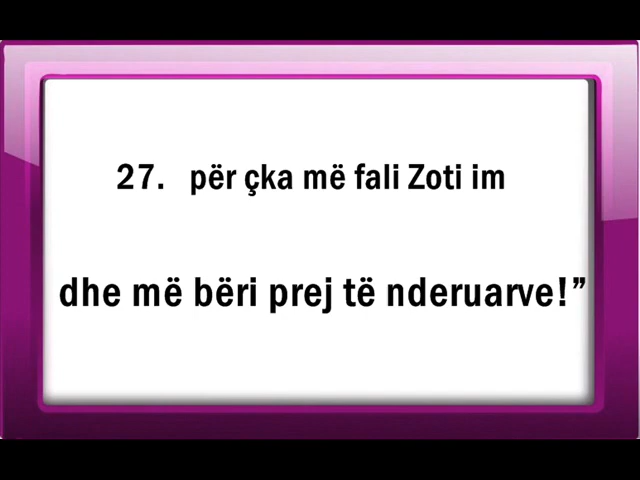 27. për çka më fali Zoti im
dhe më bëri prej të nderuarve!”